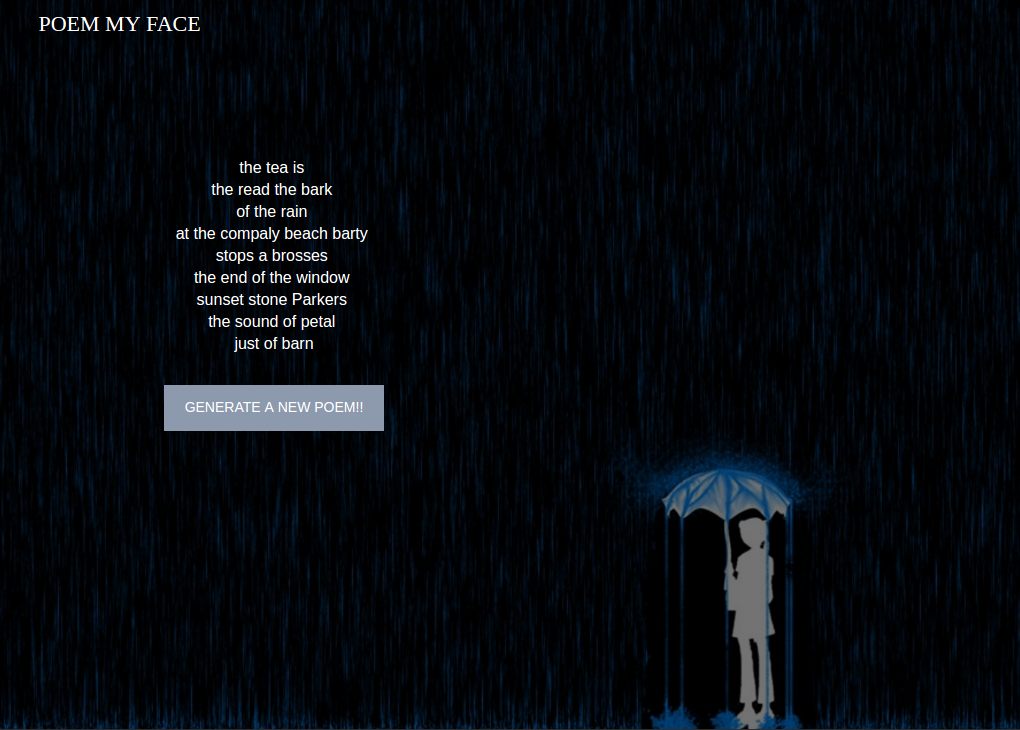 POEM MY FACE
the tea is
the read the bark
of the rain
at the compaly beach barty
stops a brosses
the end of the window
sunset stone Parkers
the sound of petal
just of barn
GENERATE A NEW POEM!!